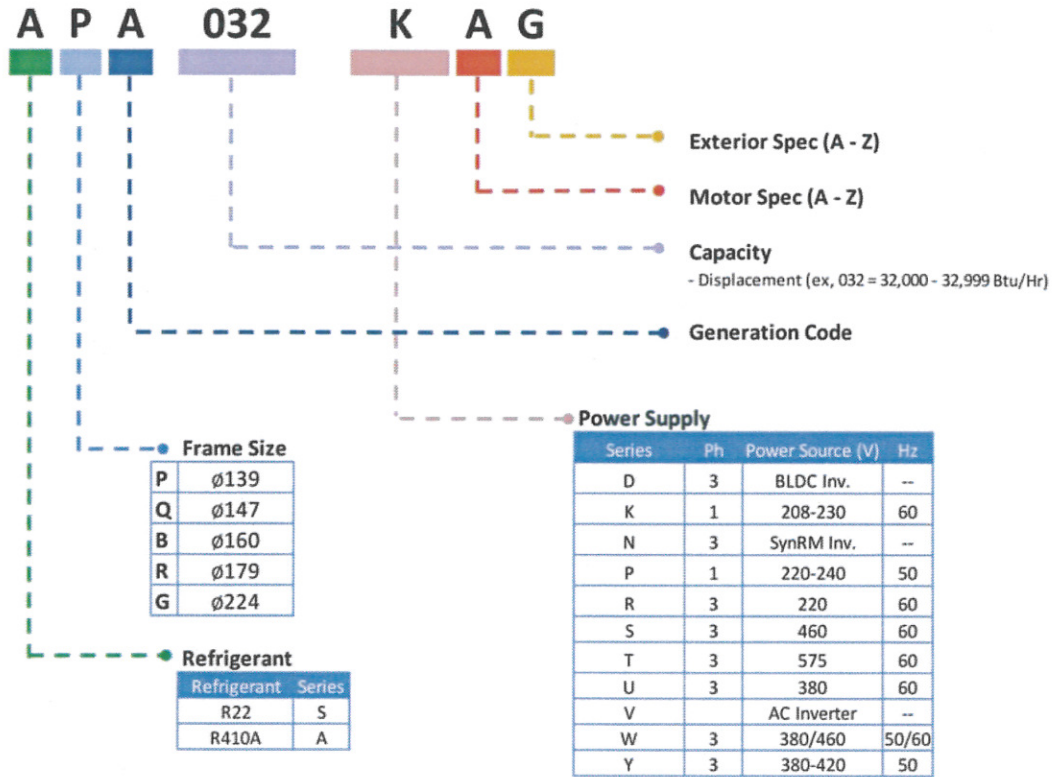 A P A 032 K A G
Exterior Spec (A - Z)
Motor Spec (A - Z)
Capacity
- Displacement (ex, 032 = 32,000 - 32,999 Btu/Hr)
Generation Code
Power Supply
Series Ph Power Source (V) Hz
D 3 BLDC Inv. --
K 1 208-230 60
N 3 SynRM Inv. --
P 1 220-240 50
R 3 220 60
S 3 460 60
T 3 575 60
U 3 380 60
V AC Inverter --
W 3 380/460 50/60
Y 3 380-420 50
Frame Size
P ø139
Q ø147
B ø160
R ø179
G ø224
Refrigerant
Refrigerant Series
R22 S
R410A A